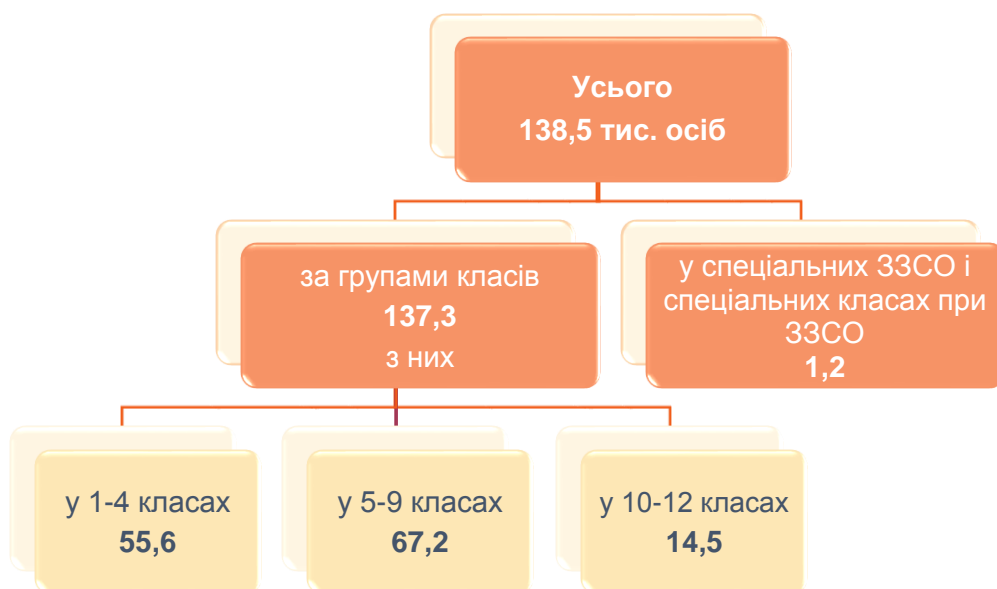 Усього
138,5 тис. осіб
за групами класів
137,3
з них
у спеціальних ЗЗСО і
спеціальних класах при
ЗЗСО
1,2
у 1-4 класах
55,6
у 5-9 класах
67,2
у 10-12 класах
14,5